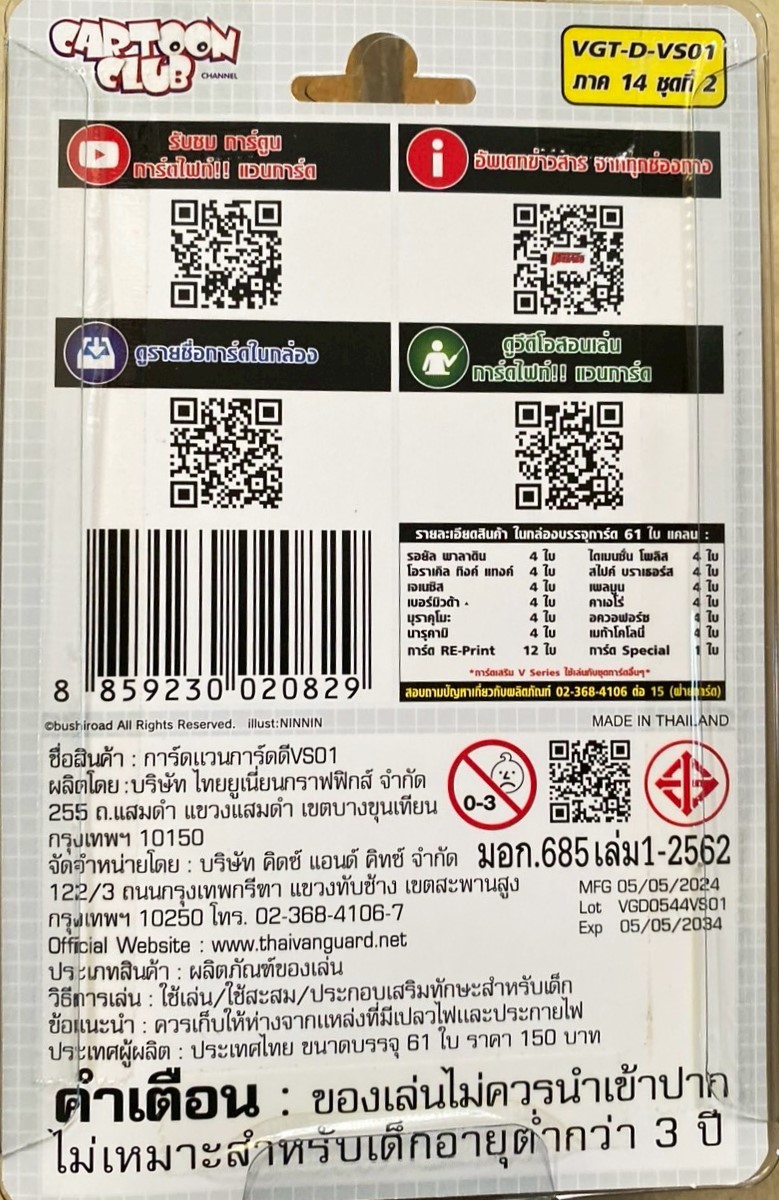 CARTOON
CLUB CHANNEL
VGT-D-VS01
ภาค 14 ชุดที่ 2
รับชม การ์ตูน
การ์ดไฟท์!! แวนการ์ด
อัพเดทข่าวสาร จากทุกช่องทาง
ดูรายชื่อการ์ดในกล่อง
ดูวีดีโอสอนเล่น
การ์ดไฟท์!! แวนการ์ด
รายละเอียดสินค้า ในกล่องบรรจุการ์ด 61 ใบ แคลน :
รอยัล พาลาดิน 4 ใบ ไดเมนชั่น โพลิส 4 ใบ
โอราเคิล ทิงค์ แทงค์ 4 ใบ สไปค์ บราเธอร์ส 4 ใบ
เจเนซิส 4 ใบ เพลมูน 4 ใบ
เบอร์มิวด้า 4 ใบ คาเงโร่ 4 ใบ
มุราคุโมะ 4 ใบ อควอฟอร์ซ 4 ใบ
นารุคามิ 4 ใบ เมก้าโคโลนี่ 4 ใบ
การ์ด RE-Print 12 ใบ การ์ด Special 1 ใบ
*การ์ดเสริม V Series ใช้เล่นกับชุดการ์ดอื่นๆ*
สอบถามปัญหาเกี่ยวกับผลิตภัณฑ์ 02-368-4106 ต่อ 15 (ฝ่ายการ์ด)
8 859230 020829
©bushiroad All Rights Reserved. illust:NINNIN
MADE IN THAILAND
ชื่อสินค้า : การ์ดแวนการ์ดดีVS01
ผลิตโดย :บริษัท ไทยยูเนี่ยนกราฟฟิกส์ จำกัด
255 ถ.แสมดำ แขวงแสมดำ เขตบางขุนเทียน
กรุงเทพฯ 10150
จัดจำหน่ายโดย : บริษัท คิดซ์ แอนด์ คิทซ์ จำกัด
122/3 ถนนกรุงเทพกรีฑา แขวงทับช้าง เขตสะพานสูง
กรุงเทพฯ 10250 โทร. 02-368-4106-7
Official Website : www.thaivanguard.net
ประเภทสินค้า : ผลิตภัณฑ์ของเล่น
วิธีการเล่น : ใช้เล่น/ใช้สะสม/ประกอบเสริมทักษะสำหรับเด็ก
ข้อแนะนำ : ควรเก็บให้ห่างจากแหล่งที่มีเปลวไฟและประกายไฟ
ประเทศผู้ผลิต : ประเทศไทย ขนาดบรรจุ 61 ใบ ราคา 150 บาท
0-3
มอก.685เล่ม1-2562
MFG 05/05/2024
Lot VGD0544VS01
Exp 05/05/2034
คำเตือน : ของเล่นไม่ควรนำเข้าปาก
ไม่เหมาะสำหรับเด็กอายุต่ำกว่า 3 ปี